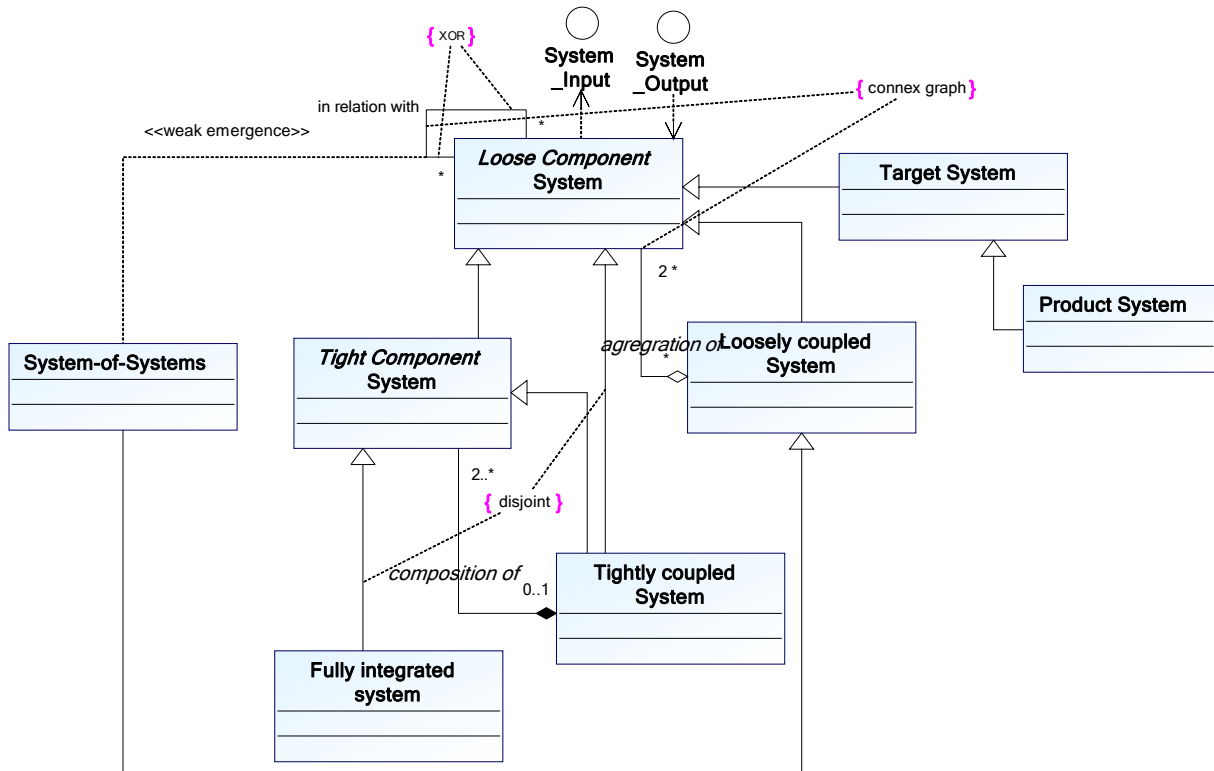 { XOR }
System
_Input
System
_Output
{ connex graph }
in relation with
<<weak emergence>>
*
*
Loose Component
System
Target System
2 *
Product System
System-of-Systems
Tight Component
System
agregration of
*
Loosely coupled
System
2..*
{ disjoint }
composition of
0..1
Tightly coupled
System
Fully integrated
system